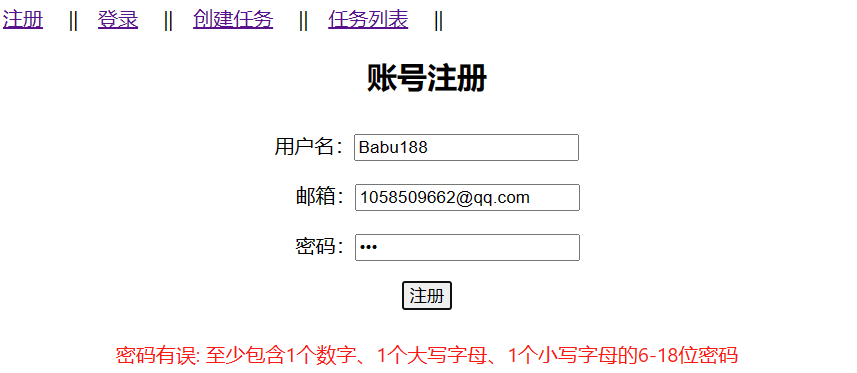 注册 || 登录 || 创建任务 || 任务列表 ||
账号注册
用户名： Babu188
邮箱： 1058509662@qq.com
密码： •••
注册
密码有误: 至少包含1个数字、1个大写字母、1个小写字母的6-18位密码